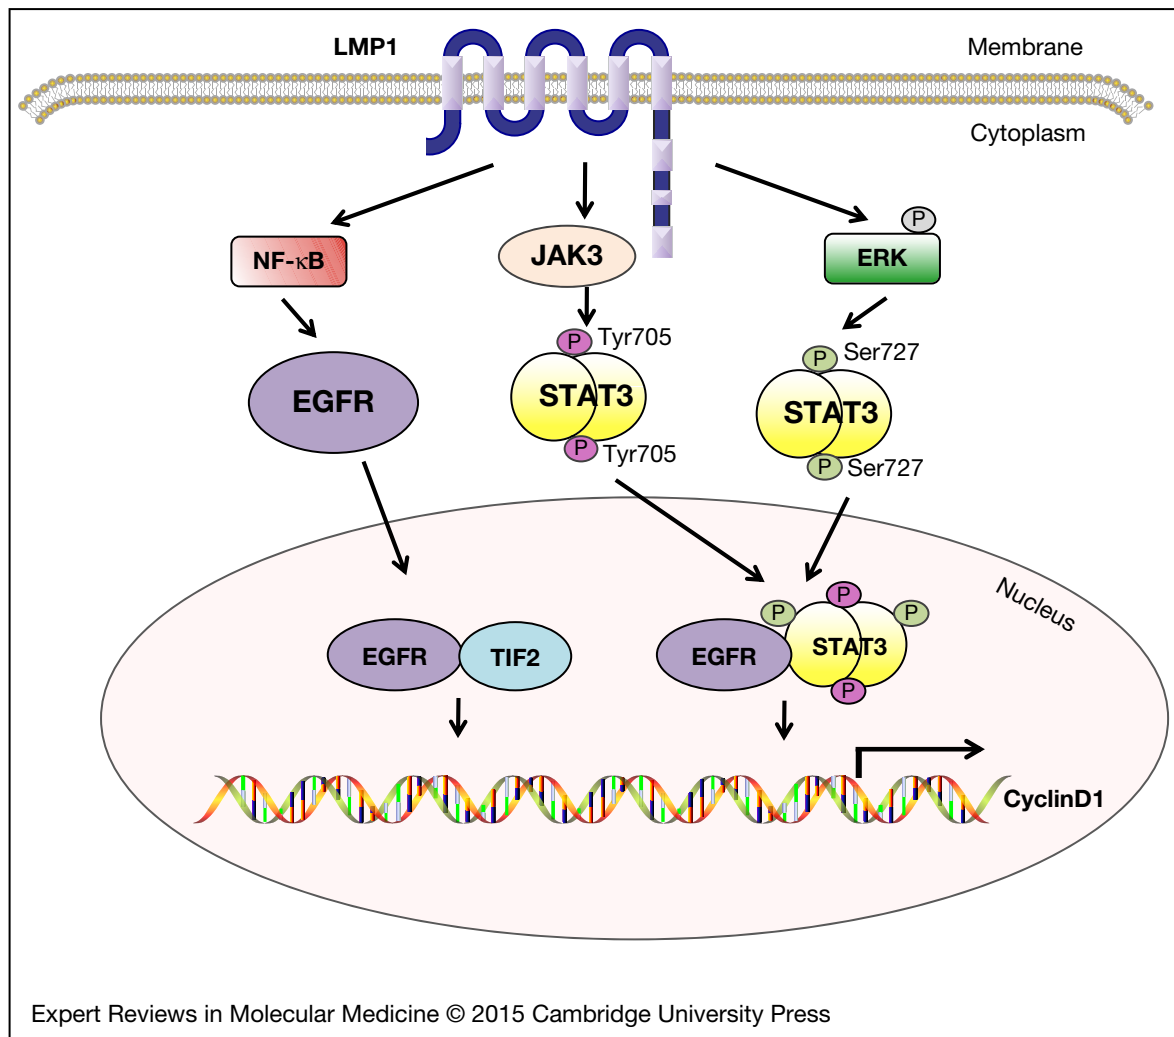 LMP1
Membrane
Cytoplasm
P
NF-κB
JAK3
ERK
P
Tyr705
P
Ser727
EGFR
STAT3
STAT3
P
Tyr705
P
Ser727
Nucleus
P
P
P
EGFR
TIF2
EGFR
STAT3
P
CyclinD1
Expert Reviews in Molecular Medicine © 2015 Cambridge University Press